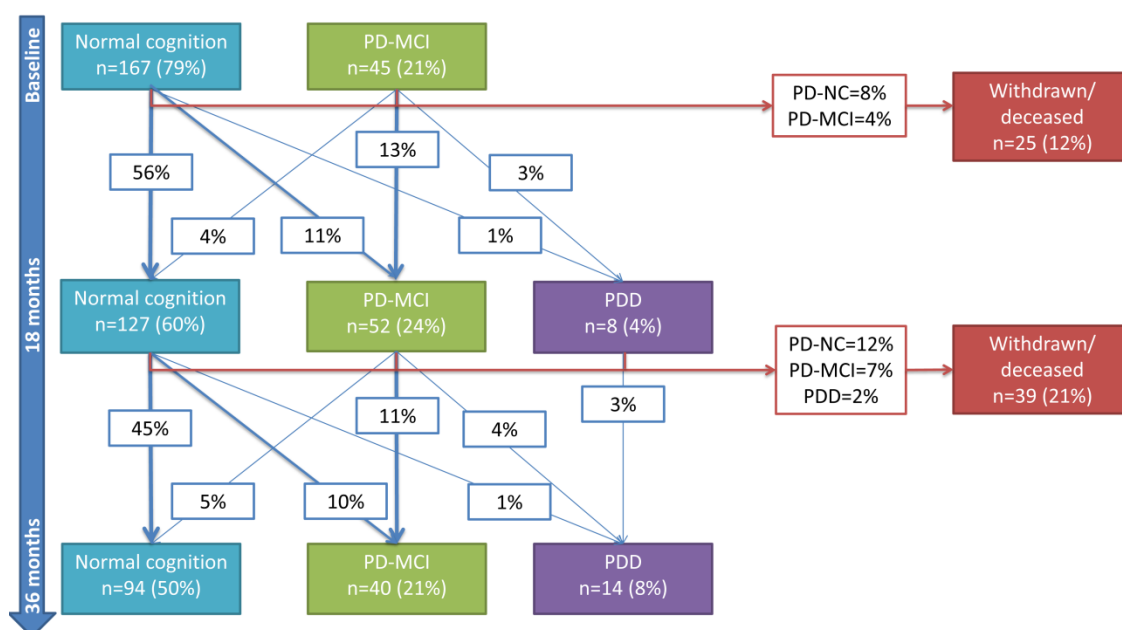 Baseline
Normal cognition
n=167 (79%)
PD-MCI
n=45 (21%)
PD-NC=8%
PD-MCI=4%
Withdrawn/
deceased
n=25 (12%)
56%
13%
3%
4%
11%
1%
18 months
Normal cognition
n=127 (60%)
PD-MCI
n=52 (24%)
PDD
n=8 (4%)
PD-NC=12%
PD-MCI=7%
PDD=2%
Withdrawn/
deceased
n=39 (21%)
45%
11%
4%
3%
5%
10%
1%
36 months
Normal cognition
n=94 (50%)
PD-MCI
n=40 (21%)
PDD
n=14 (8%)